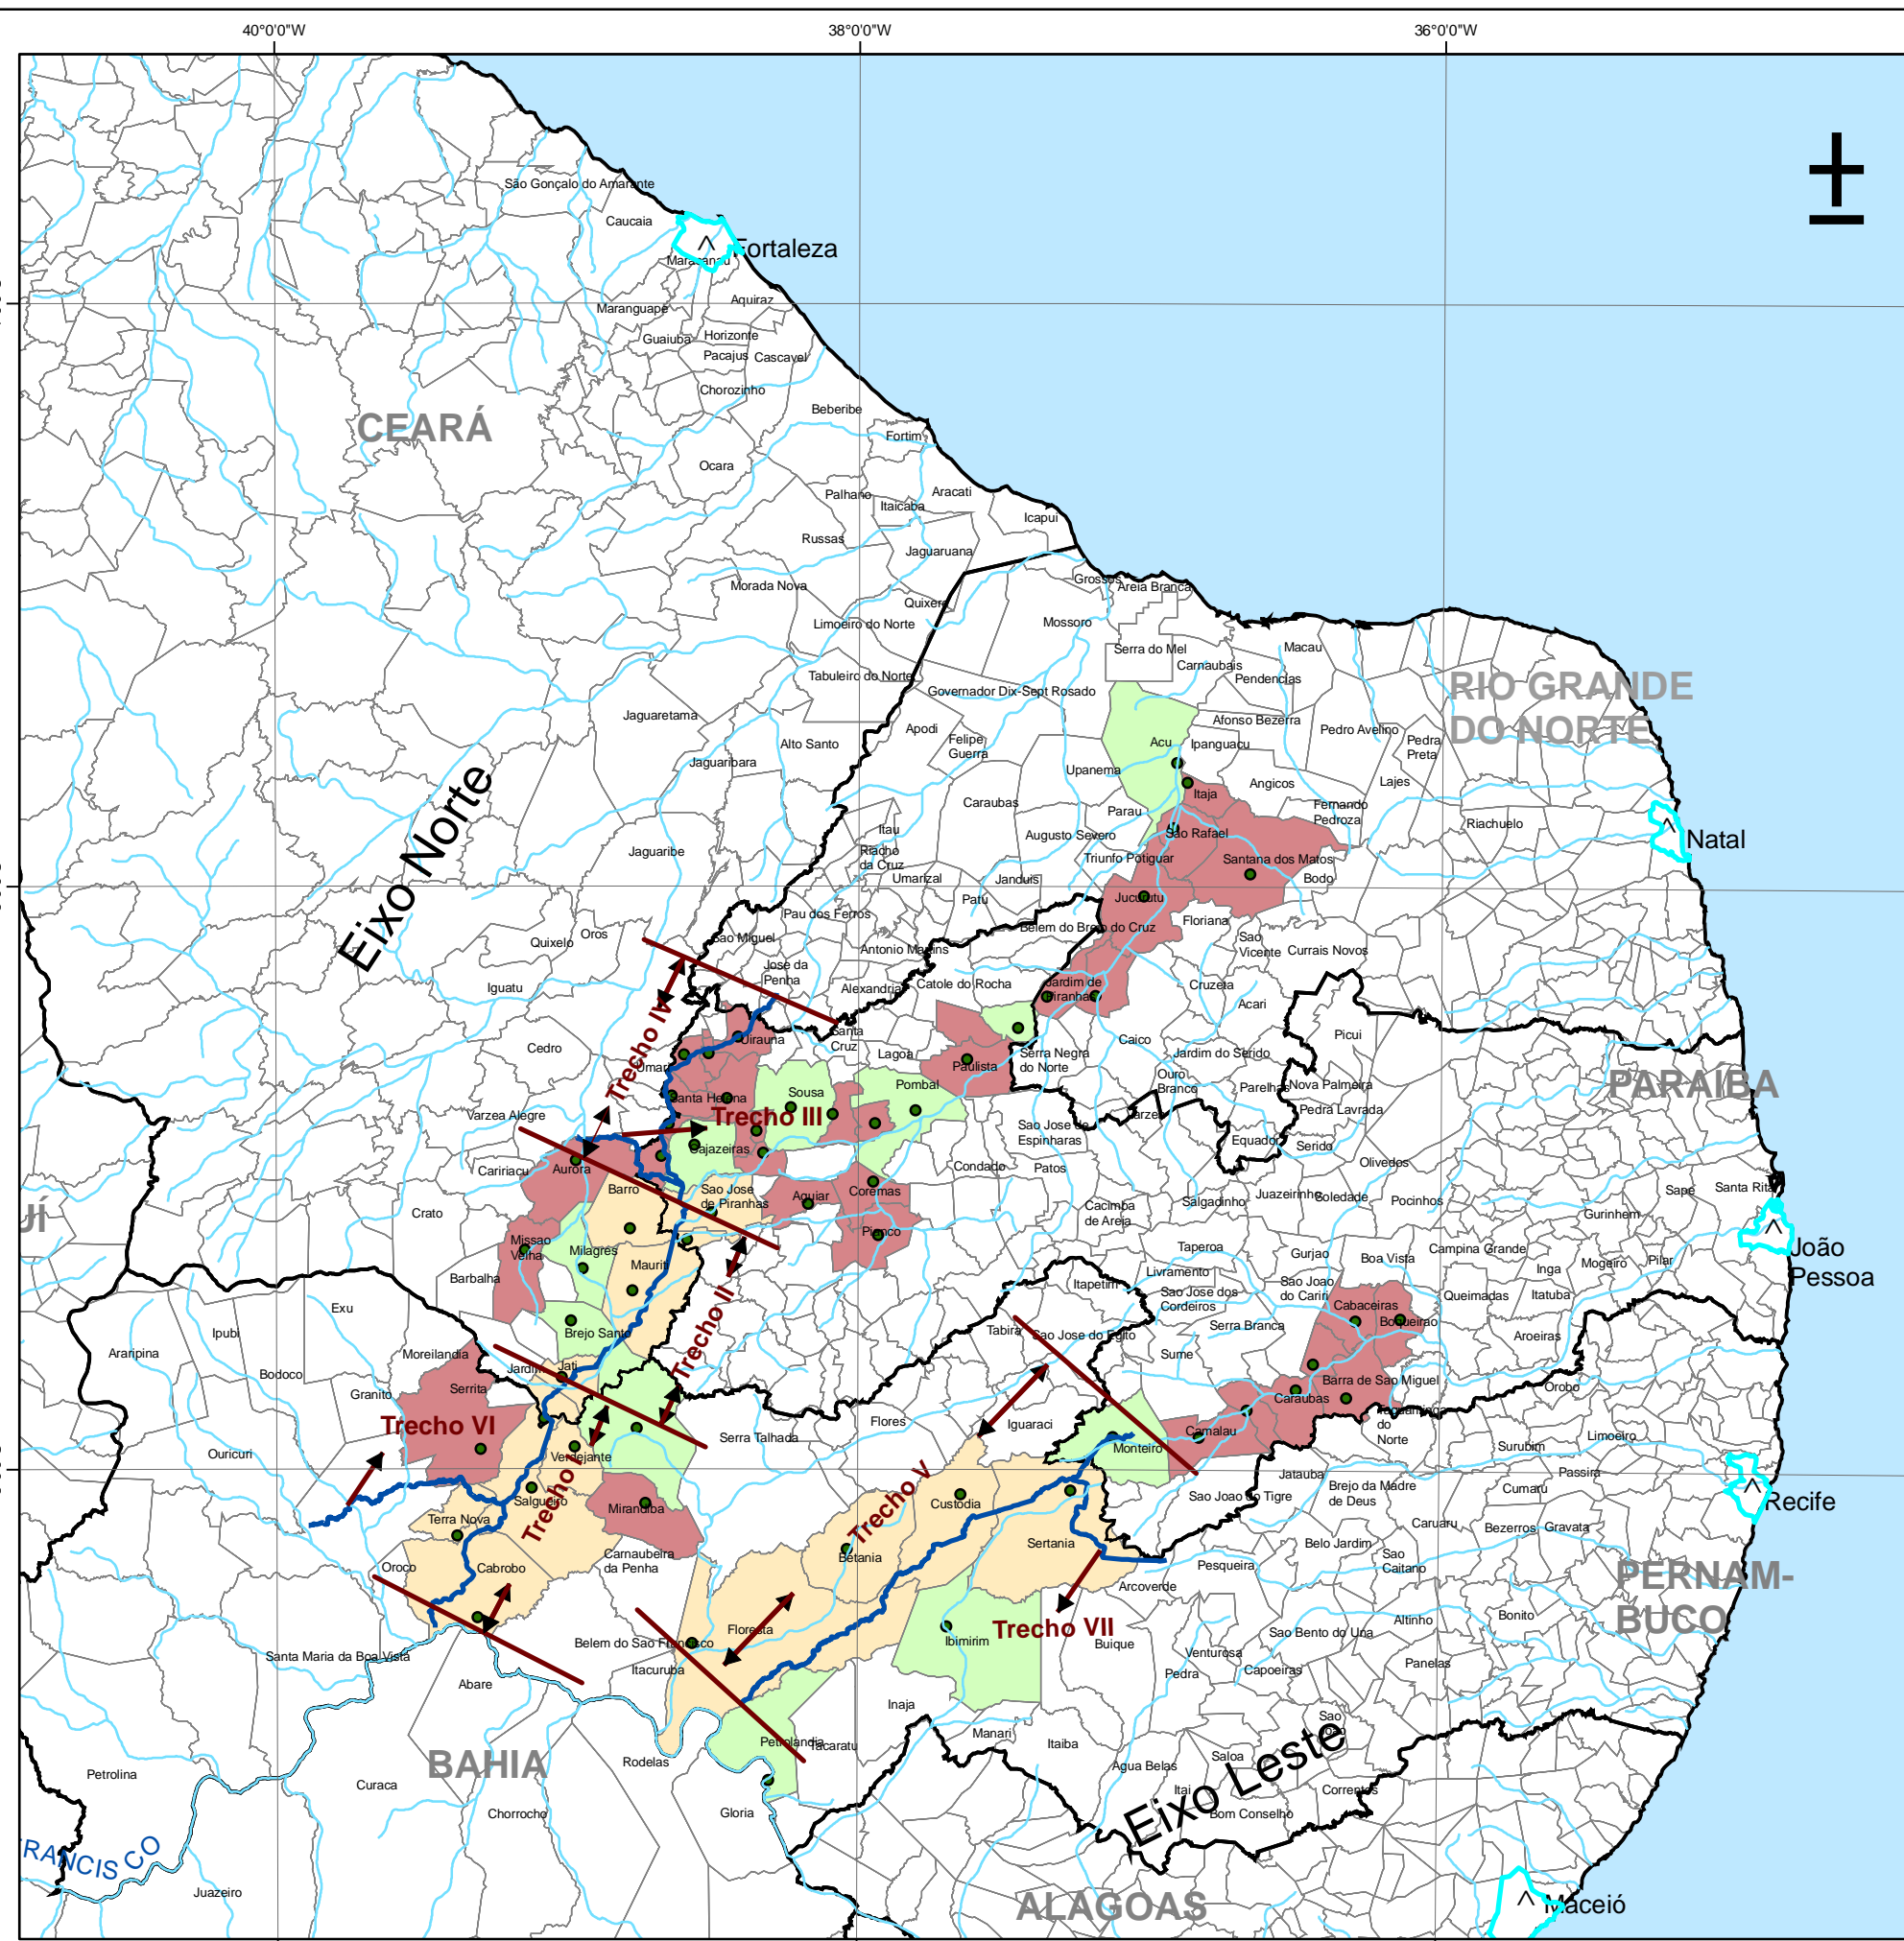 40°0'0"W
38°0'0"W
36°0'0"W
São Gonçalo do Amarante
Caucaia
Fortaleza
Maracanau
Maranguape
Aquiraz
Guaiuba
Horizonte
Pacajus
Cascavel
Chorozinho
Beberibe
CEARÁ
Fortim
Ocara
Palhano
Aracati
Itaicaba
Icapui
Russas
Jaguaruana
Morada Nova
Grossos
Areia Branca
Quixere
Limoeiro do Norte
Mossoro
Serra do Mel
Macau
Carnaubais
Tabuleiro do Norte
Pendencias
Governador Dix-Sept Rosado
RIO GRANDE
DO NORTE
Jaguaretama
Afonso Bezerra
Apodi
Pedro Avelino
Alto Santo
Felipe
Guerra
Acu
Ipanguacu
Pedra
Preta
Jaguaribara
Upanema
Angicos
Lajes
Eixo Norte
Itaja
Caraubas
Parau
Fernando
Pedroza
Riachuelo
Itau
Augusto Severo
São Rafael
Natal
Jaguaribe
Riacho
da Cruz
Triunfo Potiguar
Santana dos Matos
Umarizal
Janduis
Bodo
Patu
Jucurutu
Pau dos Ferros
Floriana
Belem do Brejo do Cruz
Oros
Quixelo
Sao Miguel
Antonio Martins
Sao
Vicente
Currais Novos
José da
Penha
Iguatu
Alexandria
Catole do Rocha
Jardim de
Piranhas
Cruzeta
Acari
Trecho IV
Uirauna
Santa
Cruz
Picui
Cedro
Lagoa
Serra Negra
do Norte
Caico
Jardim do Serido
Umari
Paulista
Ouro
Branco
Parelhas
Nova Palmeira
PARAÍBA
Santa Helena
Sousa
Pombal
Varzea Alegre
Trecho III
Varzea
Pedra Lavrada
Sao Jose de
Espinharas
Equador
Serido
Cajazeiras
Caririaçu
Aurora
Condado
Patos
Olivedos
Barro
Sao Jose
de Piranhas
Aguiar
Coremas
Salgadinho
Juazeirinho
Soledade
Pocinhos
Sape
Santa Rita
Crato
Cacimba
de Areia
Gurinhem
Missao
Velha
Milagres
Pianco
Taperoa
Gurjao
Boa Vista
Campina Grande
João
Pessoa
Mauriti
Barbalha
Livramento
Inga
Mogeiro
Pilar
Itapetim
Sao Joao
do Cariri
Exu
Sao Jose dos
Cordeiros
Queimadas
Itatuba
Cabaceiras
Ipubi
Brejo Santo
Trecho II
Tabira
Sao Jose do Egito
Serra Branca
Boqueirao
Aroeiras
Araripina
Moreilandia
Sume
Bodoco
Jardim
Jati
Granito
Serrita
Barra de Sao Miguel
Orobo
Caraubas
Trecho VI
Flores
Iguaraci
do
Norte
Serra Talhada
Camalau
Monteiro
Limoeiro
Ouricuri
Verdejante
Surubim
Jatauba
Passira
Trecho V
Salgueiro
Mirandiba
Custodia
Sao Joao do Tigre
Brejo da Madre
de Deus
Cumaru
Recife
Terra Nova
Trecho I
Caruaru
Bezerros
Gravata
Sertania
Belo Jardim
Betania
Oroco
Cabrobo
Carnaubeira
da Penha
Pesqueira
Sao
Caitano
PERNAM-
BUCO
Arcoverde
Floresta
Trecho VII
Altinho
Bonito
Belem do Sao Francisco
Ibimirim
Buique
Sao Bento do Una
Santa Maria da Boa Vista
Venturosa
Itacuruba
Capoeiras
Panelas
Pedra
Abare
Inaja
Manari
Sao
Joao
Petrolandia
Tacaratu
Itaiba
Eixo Leste
BAHIA
Rodelas
Saloa
Petrolina
Agua Belas
Curaca
Itai
Correntes
Chorrocho
Gloria
Bom Conselho
RANCIS CO
Juazeiro
ALAGOAS
Maceió